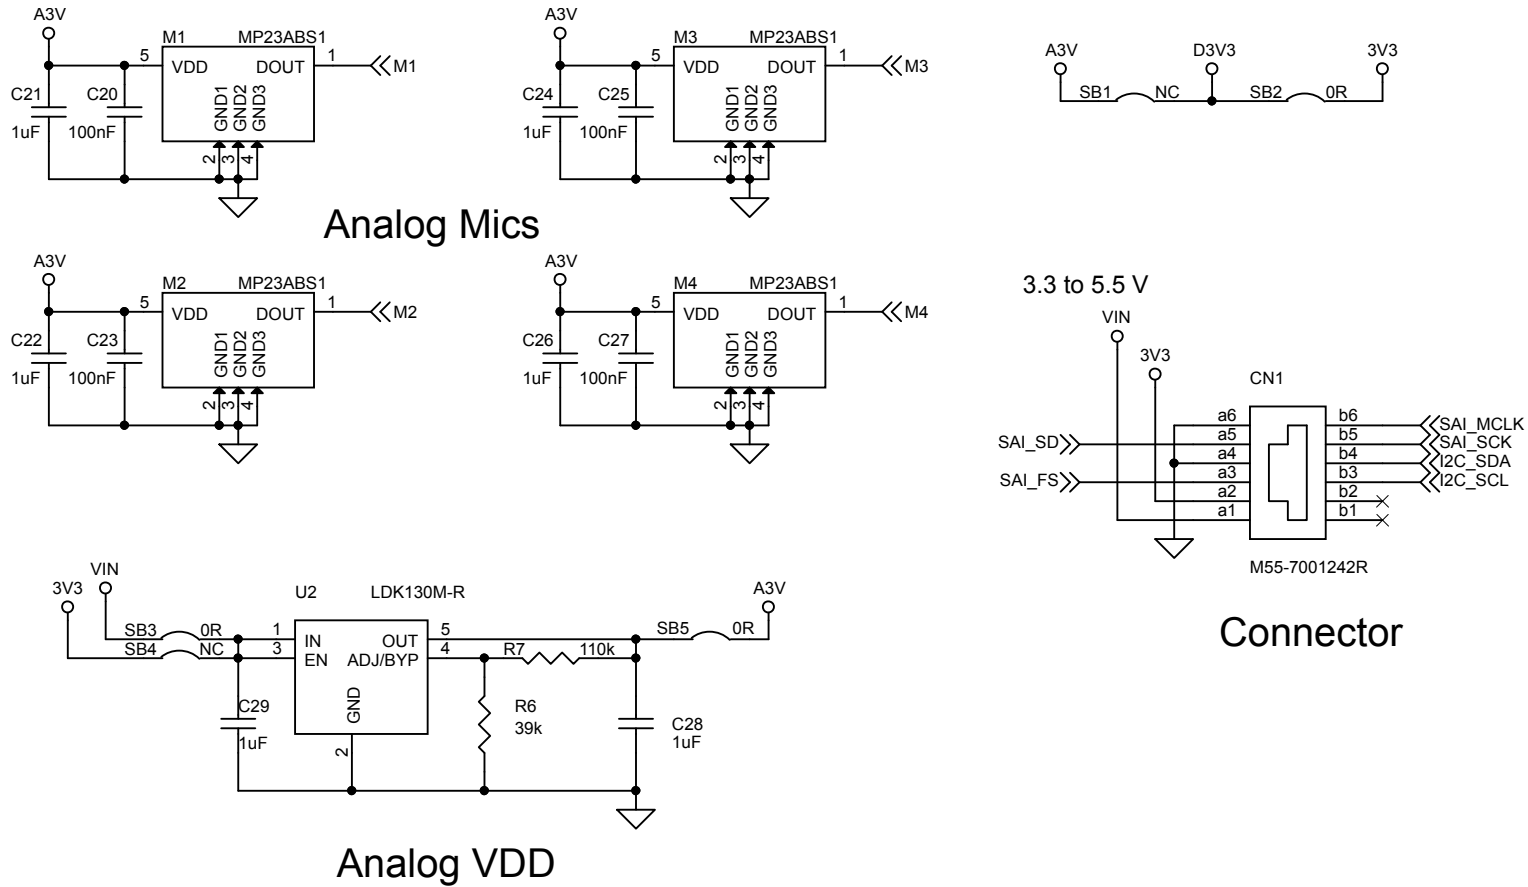 A3V
M1 MP23ABS1
5 VDD DOUT 1 M1
C21 C20
1uF 100nF
GND1 GND2 GND3
2 3 4
A3V
M3 MP23ABS1
5 VDD DOUT 1 M3
C24 C25
1uF 100nF
GND1 GND2 GND3
2 3 4
A3V D3V3 3V3
SB1 NC SB2 0R
Analog Mics
A3V
M2 MP23ABS1
5 VDD DOUT 1 M2
C22 C23
1uF 100nF
GND1 GND2 GND3
2 3 4
A3V
M4 MP23ABS1
5 VDD DOUT 1 M4
C26 C27
1uF 100nF
GND1 GND2 GND3
2 3 4
3.3 to 5.5 V
VIN
3V3
CN1
a6 b6 SAI_MCLK
SAI_SD a5 b5 SAI_SCK
a4 b4 I2C_SDA
SAI_FS a3 b3 I2C_SCL
a2 b2
a1 b1
M55-7001242R
Connector
VIN
3V3
U2 LDK130M-R
A3V
SB3 0R 1 IN OUT 5 SB5 0R
SB4 NC 3 EN ADJ/BYP 4 R7 110k
GND
2
C29
1uF
R6
39k
C28
1uF
Analog VDD